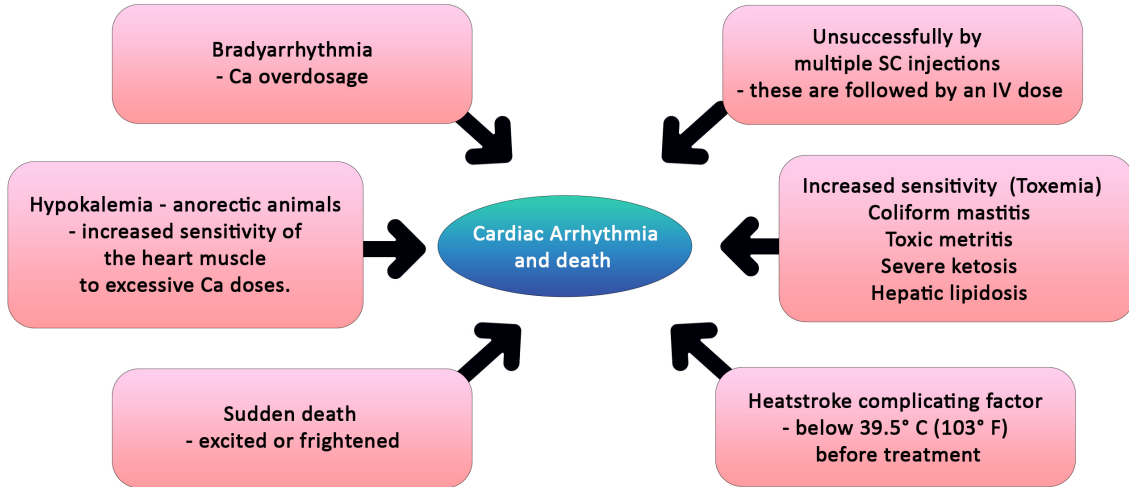 Bradyarrhythmia
- Ca overdosage
Unsuccessfully by
multiple SC injections
- these are followed by an IV dose
Hypokalemia - anorectic animals
- increased sensitivity of
the heart muscle
to excessive Ca doses.
Cardiac Arrhythmia
and death
Increased sensitivity (Toxemia)
Coliform mastitis
Toxic metritis
Severe ketosis
Hepatic lipidosis
Sudden death
- excited or frightened
Heatstroke complicating factor
- below 39.5° C (103° F)
before treatment